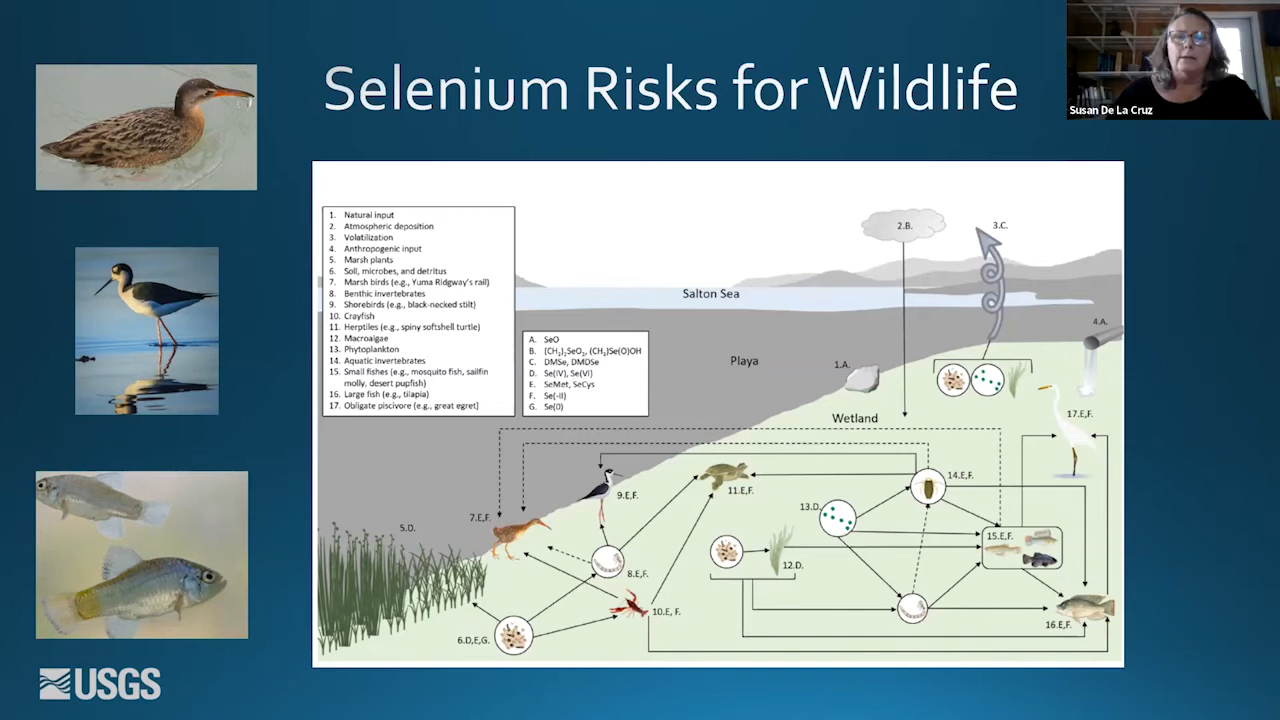 Selenium Risks for Wildlife
Susan De La Cruz
1. Natural input
2. Atmospheric deposition
3. Volatilization
4. Anthropogenic input
5. Marsh plants
6. Soil, microbes, and detritus
7. Marsh birds (e.g., Yuma Ridgway's rail)
8. Benthic invertebrates
9. Shorebirds (e.g., black-necked stilt)
10. Crayfish
11. Herptiles (e.g., spiny softshell turtle)
12. Macroalgae
13. Phytoplankton
14. Aquatic invertebrates
15. Small fishes (e.g., mosquito fish, sailfin
molly, desert pupfish)
16. Large fish (e.g., tilapia)
17. Obligate piscivore (e.g., great egret)
A. SeO
B. [CH3)2SeO2, (CH3)Se(O)OH
C. DMSe, DMDSe
D. Se(IV), Se(VI)
E. SeMet, SeCys
F. Se(-II)
G. Se(0)
2.B.
3.C.
Salton Sea
4.A.
Playa
1.A.
Wetland
17.E,F.
14.E,F.
11.E,F.
9.E,F.
13.D.
7.E,F.
5.D.
15.E,F.
12.D.
8.E,F.
10.E, F.
16.E,F.
6.D,E,G.
USGS